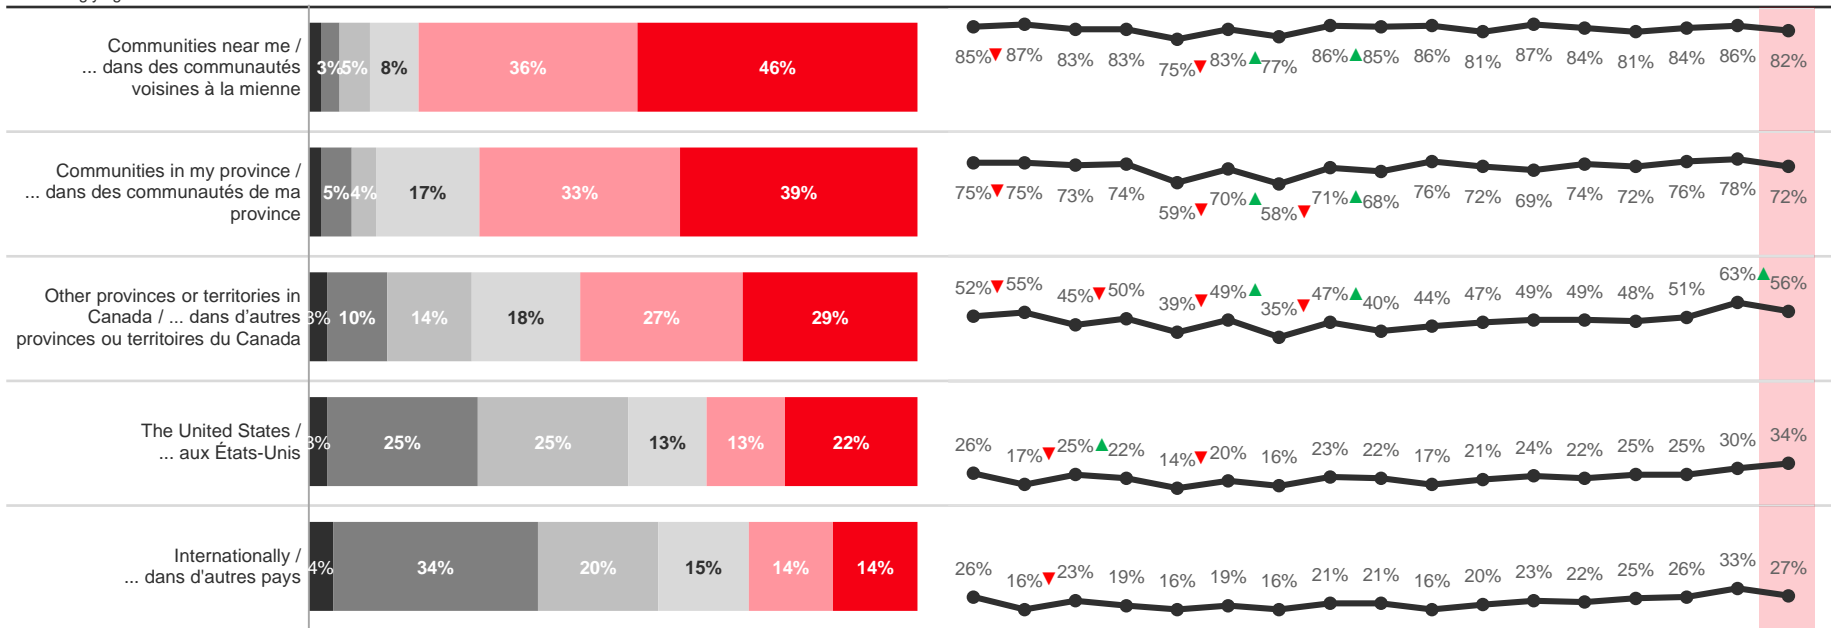 Communities near me /
... dans des communautés
voisines à la mienne
3% 5% 8% 36% 46%
85% 87% 83% 83% 75% 83% 77% 86% 85% 86% 81% 87% 84% 81% 84% 86% 82%
Communities in my province /
... dans des communautés de ma
province
5% 4% 17% 33% 39%
75% 75% 73% 74% 59% 70% 58% 71% 68% 76% 72% 69% 74% 72% 76% 78% 72%
Other provinces or territories in
Canada / ... dans d’autres
provinces ou territoires du Canada
3% 10% 14% 18% 27% 29%
52% 55% 45% 50% 39% 49% 35% 47% 40% 44% 47% 49% 49% 48% 51% 63% 56%
The United States /
... aux États-Unis
3% 25% 25% 13% 13% 22%
26% 17% 25% 22% 14% 20% 16% 23% 22% 17% 21% 24% 22% 25% 25% 30% 34%
Internationally /
... dans d'autres pays
4% 34% 20% 15% 14% 14%
26% 16% 23% 19% 16% 19% 16% 21% 21% 16% 20% 23% 22% 25% 26% 33% 27%